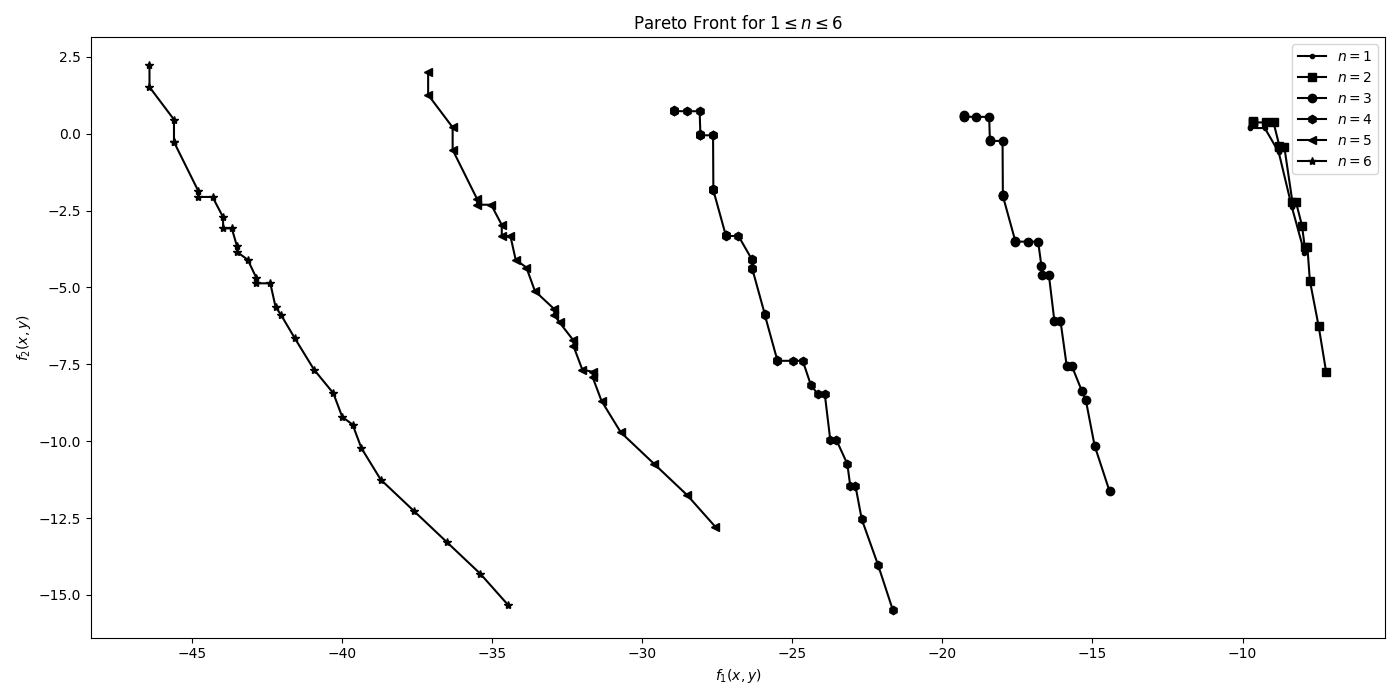 Pareto Front for 1 ≤ n ≤ 6
n = 1
n = 2
n = 3
n = 4
n = 5
n = 6
2.5
0.0
−2.5
−5.0
−7.5
−10.0
−12.5
−15.0
f₂(x, y)
−45 −40 −35 −30 −25 −20 −15 −10
f₁(x, y)